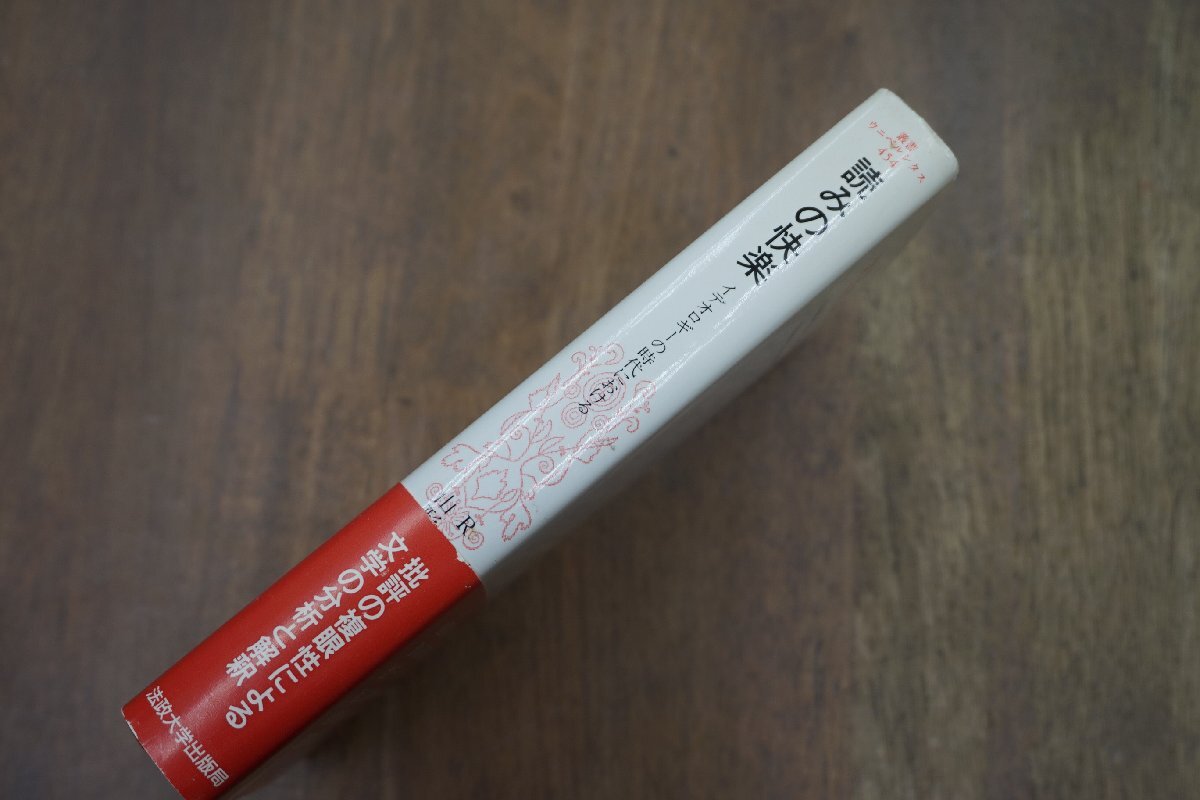 叢書
ウニベルシタス
454
読みの快楽
イデオロギーの時代における
R
山
批評の複眼性による
文学の分析と解釈
法政大学出版局